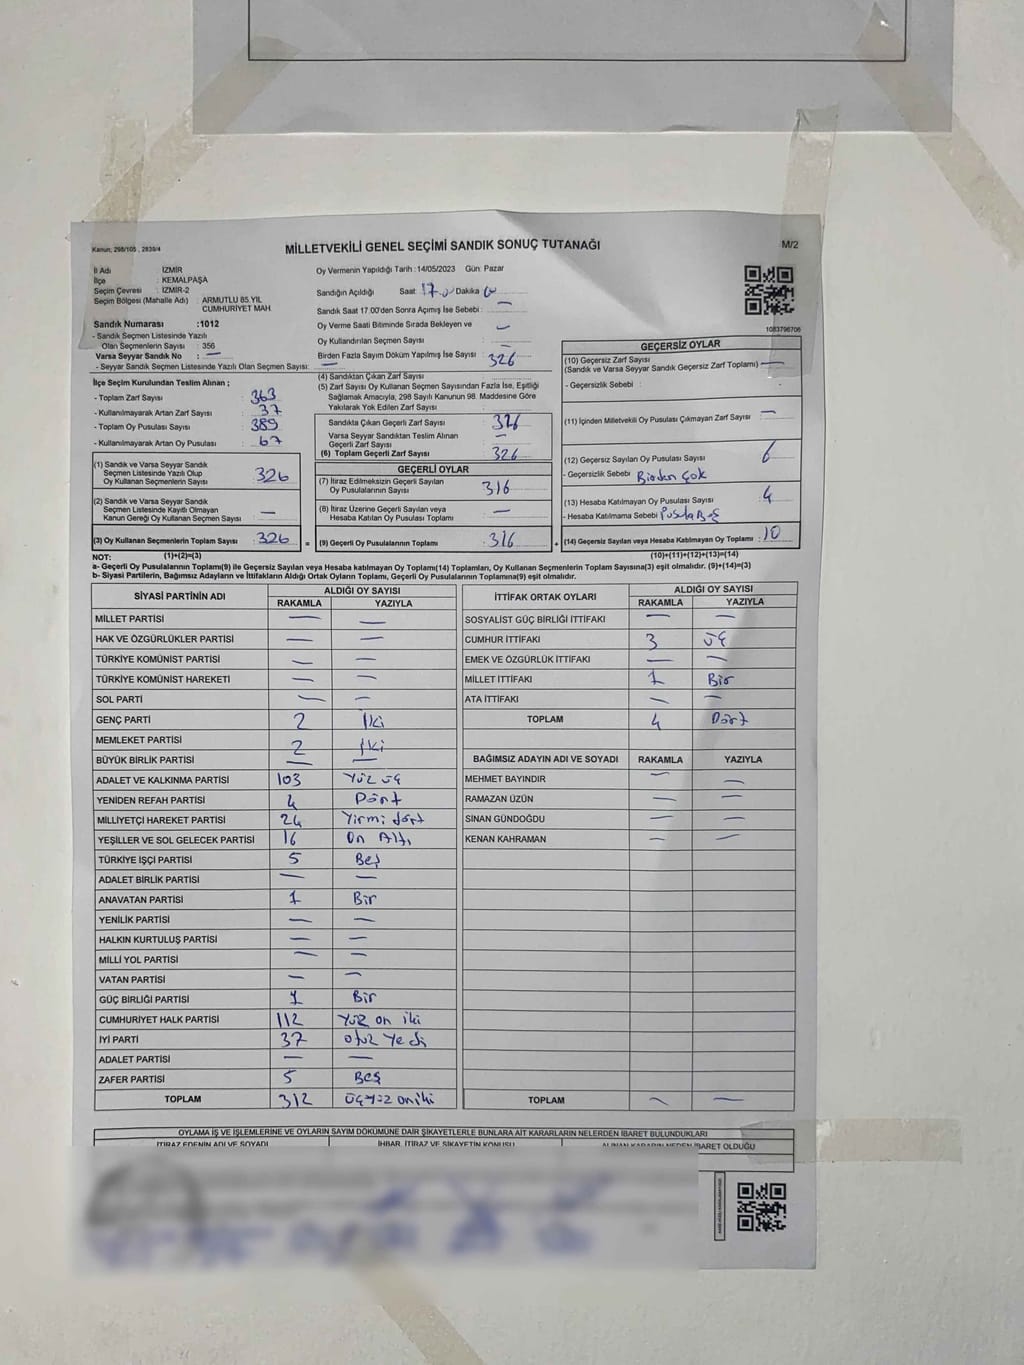 Kanun: 298/105 , 2839/4
MİLLETVEKİLİ GENEL SEÇİMİ SANDIK SONUÇ TUTANAĞI
M/2
İl Adı : İZMİR
İlçe : KEMALPAŞA
Seçim Çevresi : İZMİR-2
Seçim Bölgesi (Mahalle Adı) : ARMUTLU 85.YIL
CUMHURİYET MAH
Sandık Numarası :1012
- Sandık Seçmen Listesinde Yazılı
Olan Seçmenlerin Sayısı : 356
Varsa Seyyar Sandık No : —
- Seyyar Sandık Seçmen Listesinde Yazılı Olan Seçmen Sayısı: —
Oy Vermenin Yapıldığı Tarih :14/05/2023 Gün: Pazar
Sandığın Açıldığı Saat: 17.. Dakika
Sandık Saat 17.00'den Sonra Açımış İse Sebebi : —
Oy Verme Saati Bitiminde Sırada Bekleyen ve
Oy Kullandırılan Seçmen Sayısı : —
Birden Fazla Sayım Döküm Yapılmış İse Sayısı : —
1083796706
İlçe Seçim Kurulundan Teslim Alınan ;
- Toplam Zarf Sayısı : 363
- Kullanılmayarak Artan Zarf Sayısı : 37
- Toplam Oy Pusulası Sayısı : 389
- Kullanılmayarak Artan Oy Pusulası : 67
(1) Sandık ve Varsa Seyyar Sandık
Seçmen Listesinde Yazılı Olup
Oy Kullanan Seçmenlerin Sayısı : 326
(2) Sandık ve Varsa Seyyar Sandık
Seçmen Listesinde Kayıtlı Olmayan
Kanun Gereği Oy Kullanan Seçmen Sayısı : —
(3) Oy Kullanan Seçmenlerin Toplam Sayısı : 326
(4) Sandıktan Çıkan Zarf Sayısı : 326
(5) Zarf Sayısı Oy Kullanan Seçmen Sayısından Fazla İse, Eşitliği
Sağlamak Amacıyla, 298 Sayılı Kanunun 98. Maddesine Göre
Yakılarak Yok Edilen Zarf Sayısı :
Sandıkta Çıkan Geçerli Zarf Sayısı : 326
Varsa Seyyar Sandıktan Teslim Alınan
Geçerli Zarf Sayısı : —
(6) Toplam Geçerli Zarf Sayısı : 326
GEÇERLİ OYLAR
(7) İtiraz Edilmeksizin Geçerli Sayılan
Oy Pusulalarının Sayısı : 316
(8) İtiraz Üzerine Geçerli Sayılan veya
Hesaba Katılan Oy Pusulası Toplamı : —
= (9) Geçerli Oy Pusulalarının Toplamı : 316
GEÇERSİZ OYLAR
(10) Geçersiz Zarf Sayısı
(Sandık ve Varsa Seyyar Sandık Geçersiz Zarf Toplamı) : —
- Geçersizlik Sebebi :
(11) İçinden Milletvekili Oy Pusulası Çıkmayan Zarf Sayısı : —
(12) Geçersiz Sayılan Oy Pusulası Sayısı : 6
- Geçersizlik Sebebi : Birden Çok
(13) Hesaba Katılmayan Oy Pusulası Sayısı : 4
- Hesaba Katılmama Sebebi : Pusula Boş
+ (14) Geçersiz Sayılan veya Hesaba Katılmayan Oy Toplamı : 10
NOT: (1)+(2)=(3) (10)+(11)+(12)+(13)=(14)
a- Geçerli Oy Pusulalarının Toplamı(9) ile Geçersiz Sayılan veya Hesaba katılmayan Oy Toplamı(14) Toplamları, Oy Kullanan Seçmenlerin Toplam Sayısına(3) eşit olmalıdır. (9)+(14)=(3)
b- Siyasi Partilerin, Bağımsız Adayların ve İttifakların Aldığı Ortak Oyların Toplamı, Geçerli Oy Pusulalarının Toplamına(9) eşit olmalıdır.
SİYASİ PARTİNİN ADI ALDIĞI OY SAYISI
RAKAMLA YAZIYLA
MİLLET PARTİSİ — —
HAK VE ÖZGÜRLÜKLER PARTİSİ — —
TÜRKİYE KOMÜNİST PARTİSİ — —
TÜRKİYE KOMÜNİST HAREKETİ — —
SOL PARTİ — —
GENÇ PARTİ 2 İki
MEMLEKET PARTİSİ 2 İki
BÜYÜK BİRLİK PARTİSİ — —
ADALET VE KALKINMA PARTİSİ 103 Yüz üç
YENİDEN REFAH PARTİSİ 4 Dört
MİLLİYETÇİ HAREKET PARTİSİ 24 Yirmi dört
YEŞİLLER VE SOL GELECEK PARTİSİ 16 On Altı
TÜRKİYE İŞÇİ PARTİSİ 5 Beş
ADALET BİRLİK PARTİSİ — —
ANAVATAN PARTİSİ 1 Bir
YENİLİK PARTİSİ — —
HALKIN KURTULUŞ PARTİSİ — —
MİLLİ YOL PARTİSİ — —
VATAN PARTİSİ — —
GÜÇ BİRLİĞİ PARTİSİ 1 Bir
CUMHURİYET HALK PARTİSİ 112 Yüz on iki
İYİ PARTİ 37 otuz Yedi
ADALET PARTİSİ — —
ZAFER PARTİSİ 5 Beş
TOPLAM 312 üçyüz oniki
İTTİFAK ORTAK OYLARI ALDIĞI OY SAYISI
RAKAMLA YAZIYLA
SOSYALİST GÜÇ BİRLİĞİ İTTİFAKI — —
CUMHUR İTTİFAKI 3 üç
EMEK VE ÖZGÜRLÜK İTTİFAKI — —
MİLLET İTTİFAKI 1 Bir
ATA İTTİFAKI — —
TOPLAM 4 Dört
BAĞIMSIZ ADAYIN ADI VE SOYADI RAKAMLA YAZIYLA
MEHMET BAYINDIR — —
RAMAZAN ÜZÜN — —
SİNAN GÜNDOĞDU — —
KENAN KAHRAMAN — —
TOPLAM — —
OYLAMA İŞ VE İŞLEMLERİNE VE OYLARIN SAYIM DÖKÜMÜNE DAİR ŞİKAYETLERLE BUNLARA AİT KARARLARIN NELERDEN İBARET BULUNDUKLARI
İTİRAZ EDENİN ADI VE SOYADI İHBAR, İTİRAZ VE ŞİKAYETİN KONUSU ALINAN KARARIN NEDEN İBARET OLDUĞU